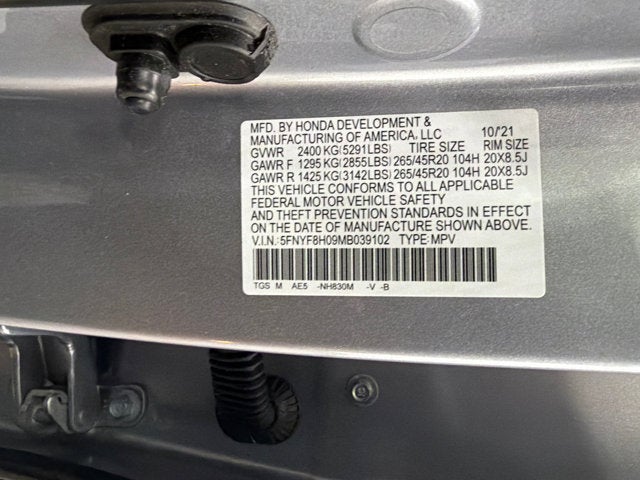 MFD. BY HONDA DEVELOPMENT &
MANUFACTURING OF AMERICA, LLC 10/21
GVWR 2400 KG(5291LBS) TIRE SIZE RIM SIZE
GAWR F 1295 KG(2855LBS) 265/45R20 104H 20X8.5J
GAWR R 1425 KG(3142LBS) 265/45R20 104H 20X8.5J
THIS VEHICLE CONFORMS TO ALL APPLICABLE
FEDERAL MOTOR VEHICLE SAFETY
AND THEFT PREVENTION STANDARDS IN EFFECT
ON THE DATE OF MANUFACTURE SHOWN ABOVE.
V.I.N.: 5FNYF8H09MB039102 TYPE: MPV
TGS M AE5 -NH830M -V -B